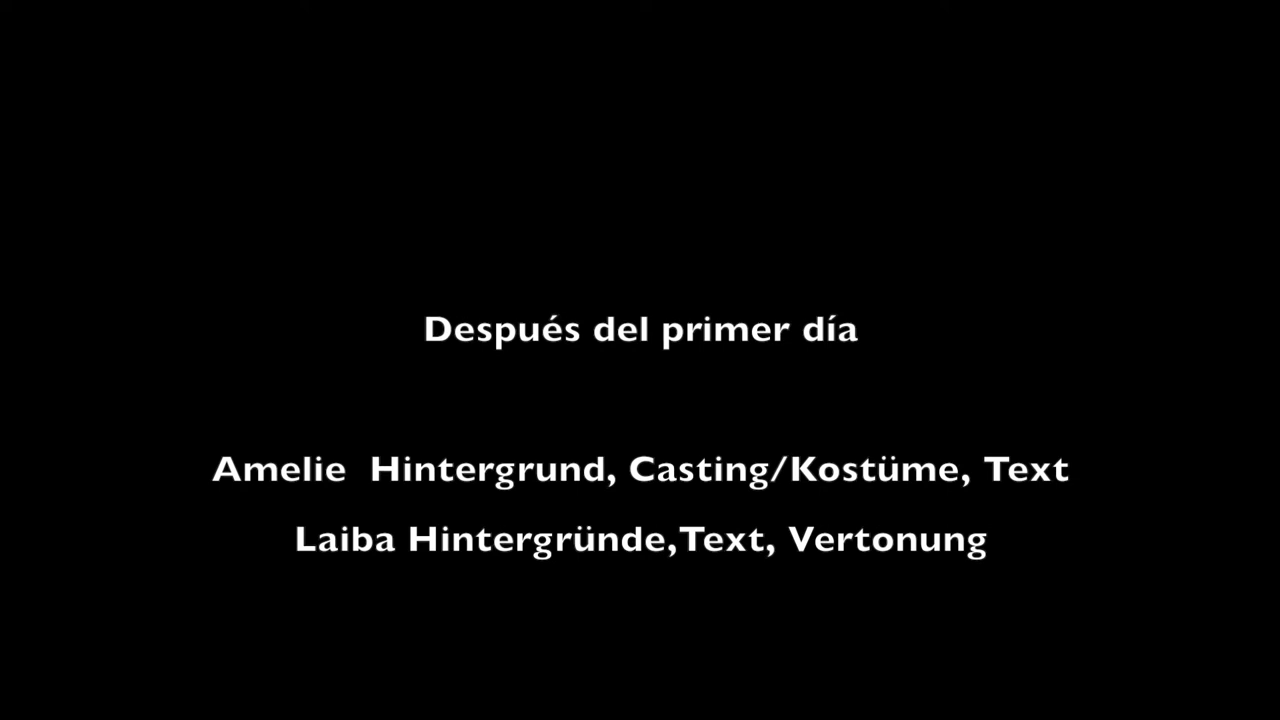 Después del primer día
Amelie  Hintergrund, Casting/Kostüme, Text
Laiba Hintergründe,Text, Vertonung